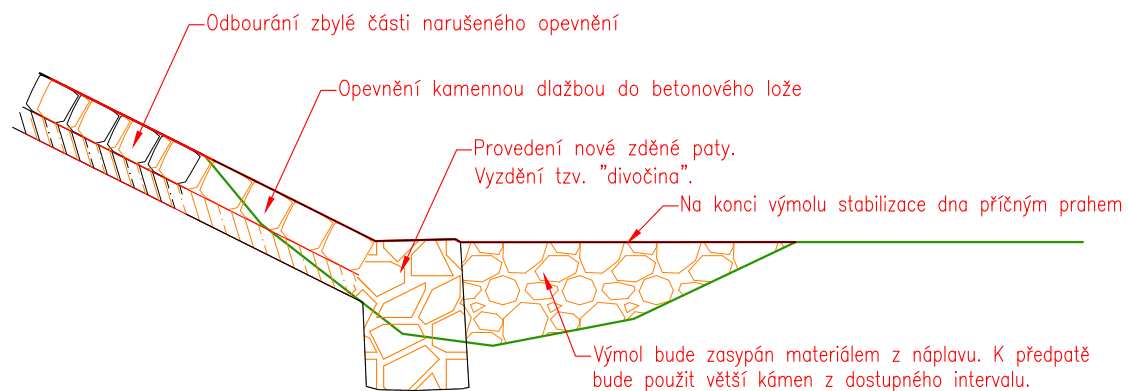 Odbourání zbylé části narušeného opevnění
Opevnění kamennou dlažbou do betonového lože
Provedení nové zděné paty.
Vyzdění tzv. "divočina".
Na konci výmolu stabilizace dna příčným prahem
Výmol bude zasypán materiálem z náplavu. K předpatě
bude použit větší kámen z dostupného intervalu.